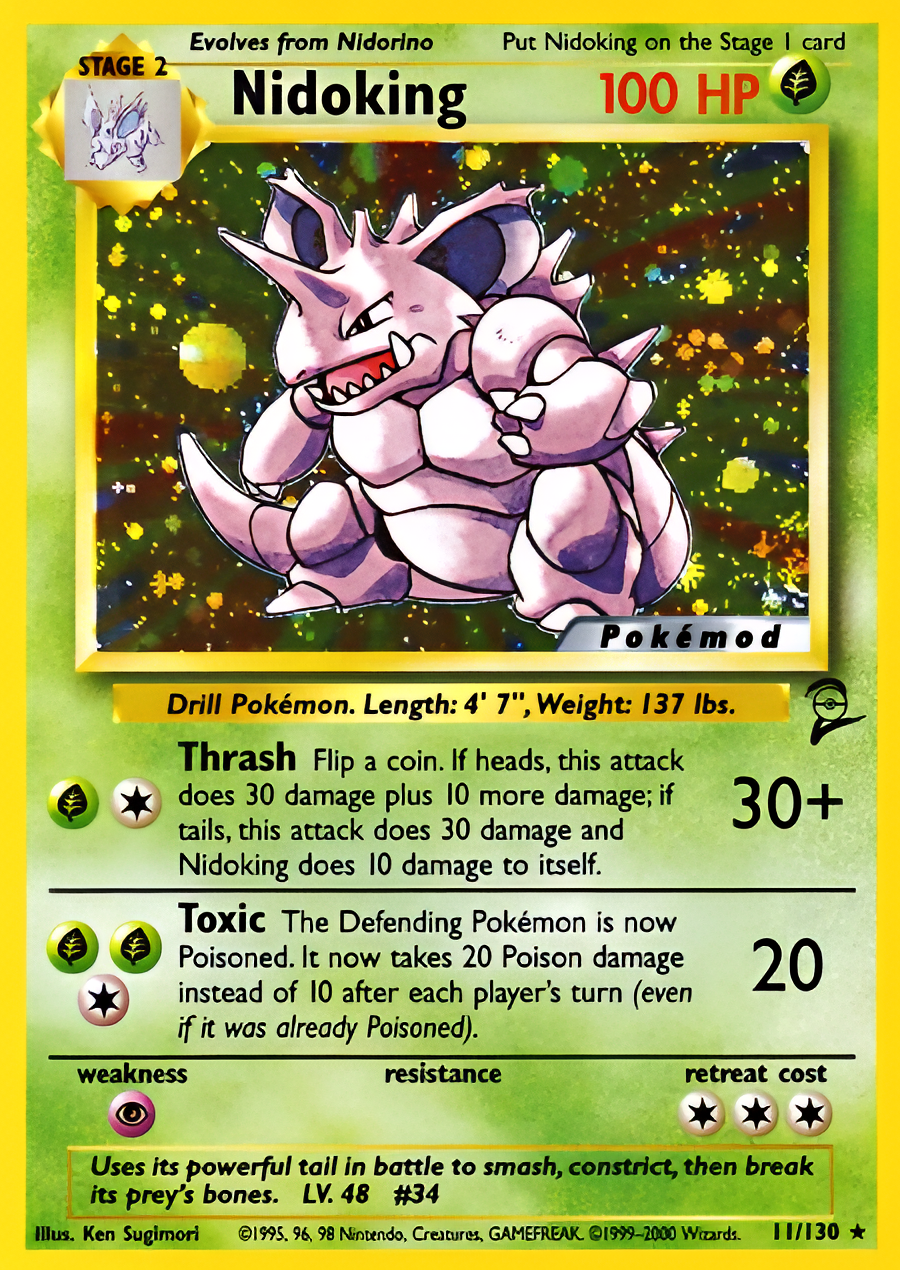 Evolves from Nidorino Put Nidoking on the Stage 1 card
STAGE 2
Nidoking 100 HP
Pokémod
Drill Pokémon. Length: 4' 7", Weight: 137 lbs.
Thrash Flip a coin. If heads, this attack
does 30 damage plus 10 more damage; if
tails, this attack does 30 damage and
Nidoking does 10 damage to itself.
30+
Toxic The Defending Pokémon is now
Poisoned. It now takes 20 Poison damage
instead of 10 after each player's turn (even
if it was already Poisoned).
20
weakness resistance retreat cost
Uses its powerful tail in battle to smash, constrict, then break
its prey's bones. LV. 48 #34
Illus. Ken Sugimori ©1995, 96, 98 Nintendo, Creatures, GAMEFREAK. ©1999-2000 Wizards. 11/130 ★